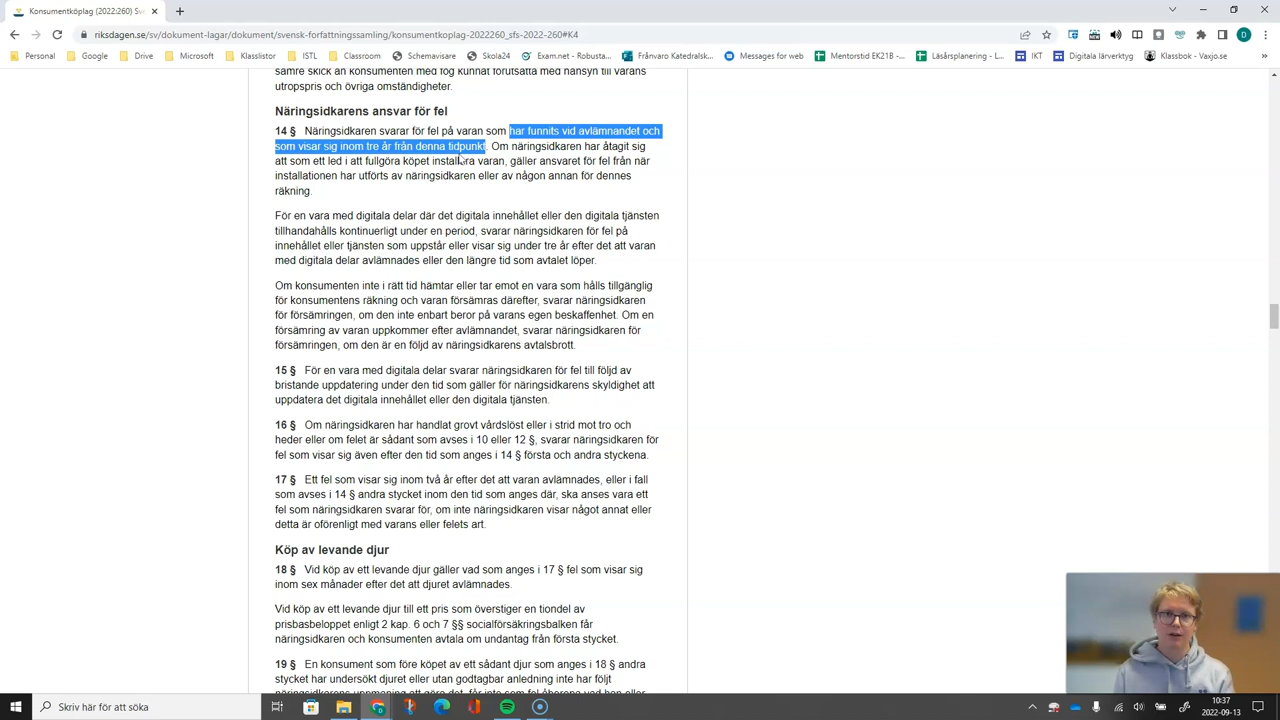 Konsumentköplag (2022:260) Sve
riksdagen.se/sv/dokument-lagar/dokument/svensk-forfattningssamling/konsumentkoplag-2022260_sfs-2022-260#K4
D
Personal Google Drive Microsoft Klasslistor ISTL Classroom Schemavisare Skola24 Exam.net - Robusta... Frånvaro Katedralsk... Messages for web Mentorstid EK21B -... Läsårsplanering - L... IKT Digitala lärverktyg Klassbok - Vaxjo.se »
sämre skick än konsumenten med fog kunnat förutsätta med hänsyn till varans
utropspris och övriga omständigheter.
Näringsidkarens ansvar för fel
14 § Näringsidkaren svarar för fel på varan som har funnits vid avlämnandet och
som visar sig inom tre år från denna tidpunkt. Om näringsidkaren har åtagit sig
att som ett led i att fullgöra köpet installera varan, gäller ansvaret för fel från när
installationen har utförts av näringsidkaren eller av någon annan för dennes
räkning.
För en vara med digitala delar där det digitala innehållet eller den digitala tjänsten
tillhandahålls kontinuerligt under en period, svarar näringsidkaren för fel på
innehållet eller tjänsten som uppstår eller visar sig under tre år efter det att varan
med digitala delar avlämnades eller den längre tid som avtalet löper.
Om konsumenten inte i rätt tid hämtar eller tar emot en vara som hålls tillgänglig
för konsumentens räkning och varan försämras därefter, svarar näringsidkaren
för försämringen, om den inte enbart beror på varans egen beskaffenhet. Om en
försämring av varan uppkommer efter avlämnandet, svarar näringsidkaren för
försämringen, om den är en följd av näringsidkarens avtalsbrott.
15 § För en vara med digitala delar svarar näringsidkaren för fel till följd av
bristande uppdatering under den tid som gäller för näringsidkarens skyldighet att
uppdatera det digitala innehållet eller den digitala tjänsten.
16 § Om näringsidkaren har handlat grovt vårdslöst eller i strid mot tro och
heder eller om felet är sådant som avses i 10 eller 12 §, svarar näringsidkaren för
fel som visar sig även efter den tid som anges i 14 § första och andra styckena.
17 § Ett fel som visar sig inom två år efter det att varan avlämnades, eller i fall
som avses i 14 § andra stycket inom den tid som anges där, ska anses vara ett
fel som näringsidkaren svarar för, om inte näringsidkaren visar något annat eller
detta är oförenligt med varans eller felets art.
Köp av levande djur
18 § Vid köp av ett levande djur gäller vad som anges i 17 § fel som visar sig
inom sex månader efter det att djuret avlämnades.
Vid köp av ett levande djur till ett pris som överstiger en tiondel av
prisbasbeloppet enligt 2 kap. 6 och 7 §§ socialförsäkringsbalken får
näringsidkaren och konsumenten avtala om undantag från första stycket.
19 § En konsument som före köpet av ett sådant djur som anges i 18 § andra
stycket har undersökt djuret eller utan godtagbar anledning inte har följt
näringsidkarens uppmaning att göra det, får inte som fel åberopa vad han eller
Skriv här för att söka
10:37
2022-09-13